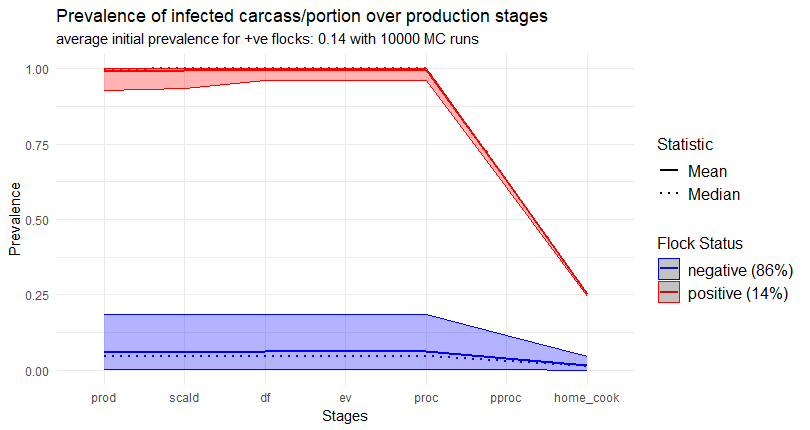 Prevalence of infected carcass/portion over production stages
average initial prevalence for +ve flocks: 0.14 with 10000 MC runs
1.00
0.75
0.50
0.25
0.00
Prevalence
prod scald df ev proc pproc home_cook
Stages
Statistic
Mean
Median
Flock Status
negative (86%)
positive (14%)